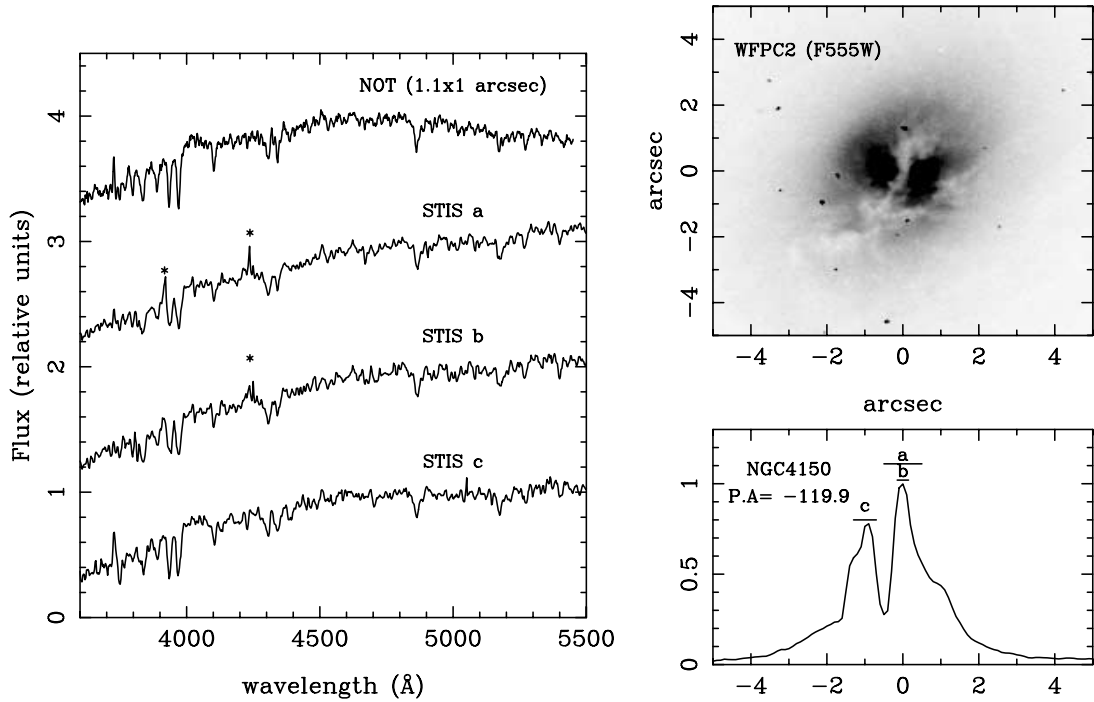 NOT (1.1x1 arcsec)
STIS a
*
*
STIS b
*
STIS c
0
1
2
3
4
Flux (relative units)
4000
4500
5000
5500
wavelength (Å)
WFPC2 (F555W)
4
2
0
−2
−4
arcsec
−4
−2
0
2
4
arcsec
NGC4150
P.A= −119.9
a
b
c
1
0.5
0
−4
−2
0
2
4